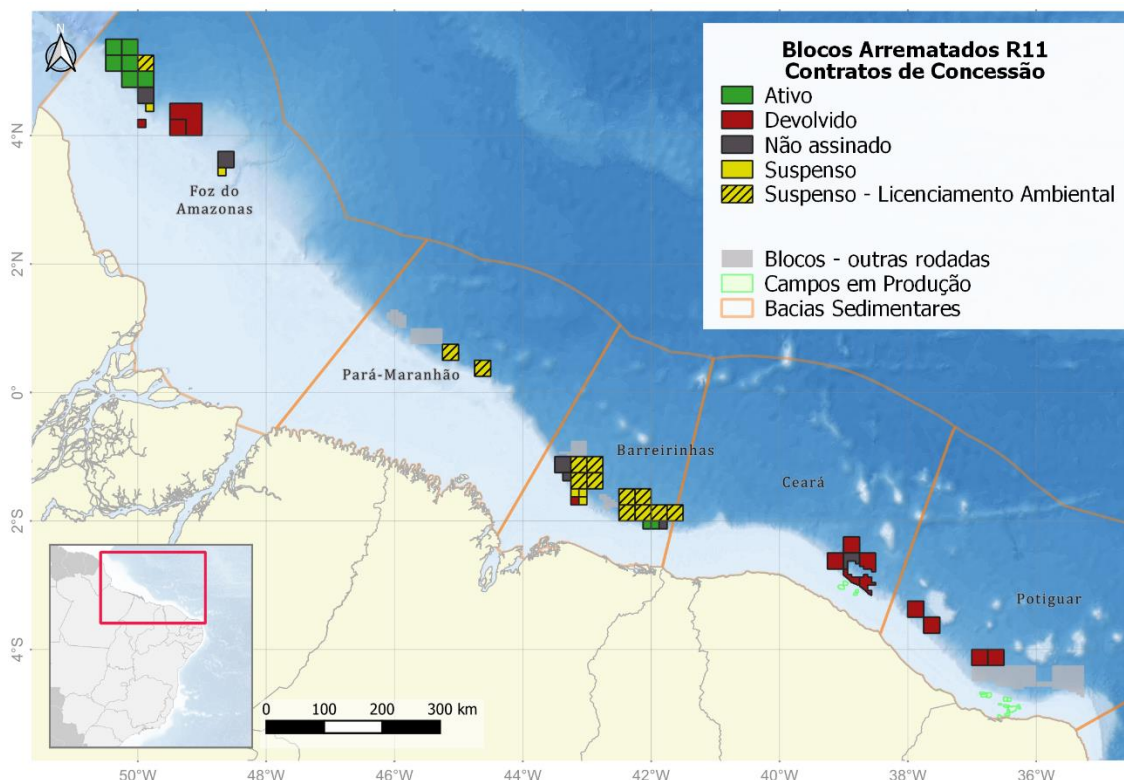 Blocos Arrematados R11
Contratos de Concessão
Ativo
Devolvido
Não assinado
Suspenso
Suspenso - Licenciamento Ambiental
Blocos - outras rodadas
Campos em Produção
Bacias Sedimentares
N
4°N
2°N
0°
2°S
4°S
Foz do
Amazonas
Pará-Maranhão
Barreirinhas
Ceará
Potiguar
0 100 200 300 km
50°W 48°W 46°W 44°W 42°W 40°W 38°W 36°W